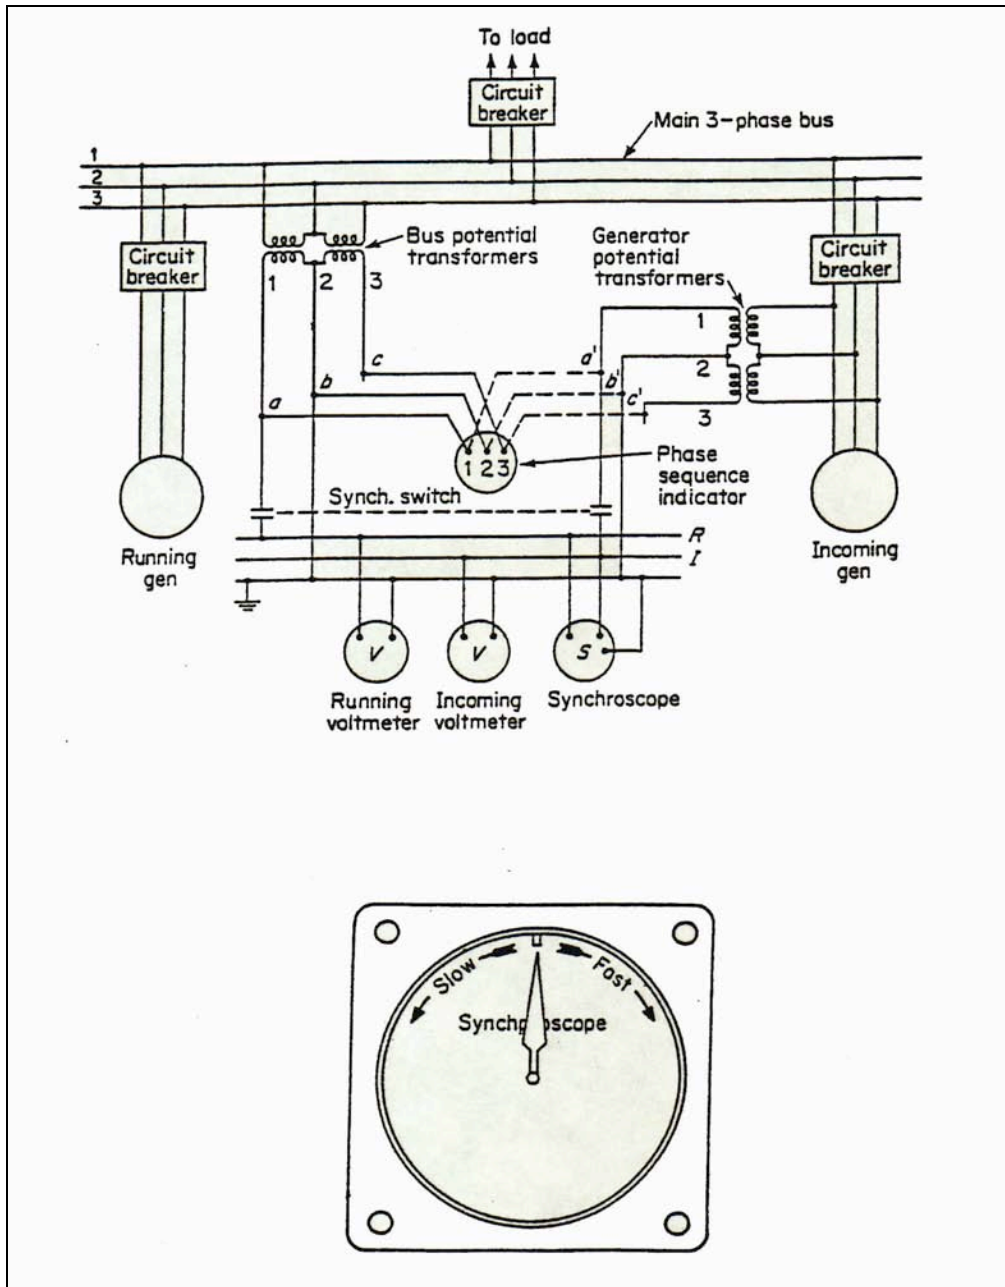 To load
Circuit
breaker
Main 3-phase bus
1
2
3
Circuit
breaker
Bus potential
transformers
1
2
3
Generator
potential
transformers
Circuit
breaker
1
2
3
a
b
c
a'
b'
c'
1 2 3
Phase
sequence
indicator
Synch. switch
Running
gen
Incoming
gen
R
I
V
V
S
Running
voltmeter
Incoming
voltmeter
Synchroscope
Slow
Fast
Synchroscope